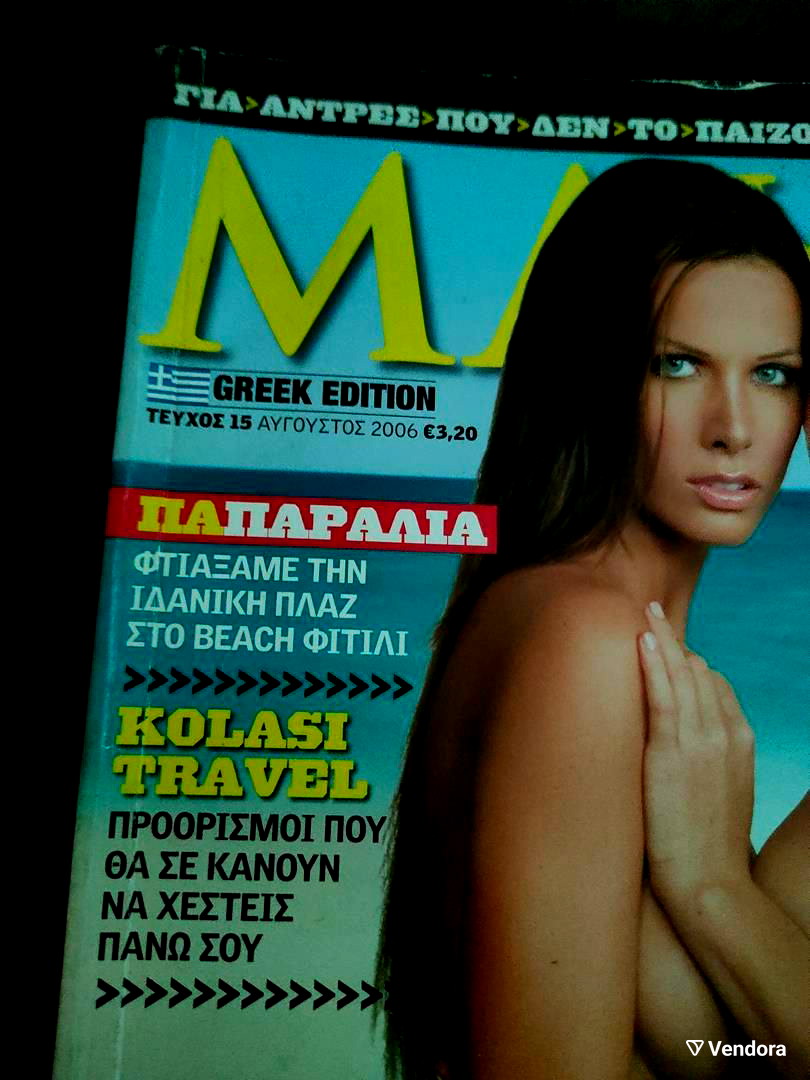 ΓΙΑ>ΑΝΤΡΕΣ>ΠΟΥ>ΔΕΝ>ΤΟ>ΠΑΙΖΟ
GREEK EDITION
ΤΕΥΧΟΣ 15 ΑΥΓΟΥΣΤΟΣ 2006 €3,20
ΠΑΠΑΡΑΛΙΑ
ΦΤΙΑΞΑΜΕ ΤΗΝ
ΙΔΑΝΙΚΗ ΠΛΑΖ
ΣΤΟ BEACH ΦΙΤΙΛΙ
>>>>>>>>>>>>>
KOLASI
TRAVEL
ΠΡΟΟΡΙΣΜΟΙ ΠΟΥ
ΘΑ ΣΕ ΚΑΝΟΥΝ
ΝΑ ΧΕΣΤΕΙΣ
ΠΑΝΩ ΣΟΥ
>>>>>>>>>>>>>
Vendora